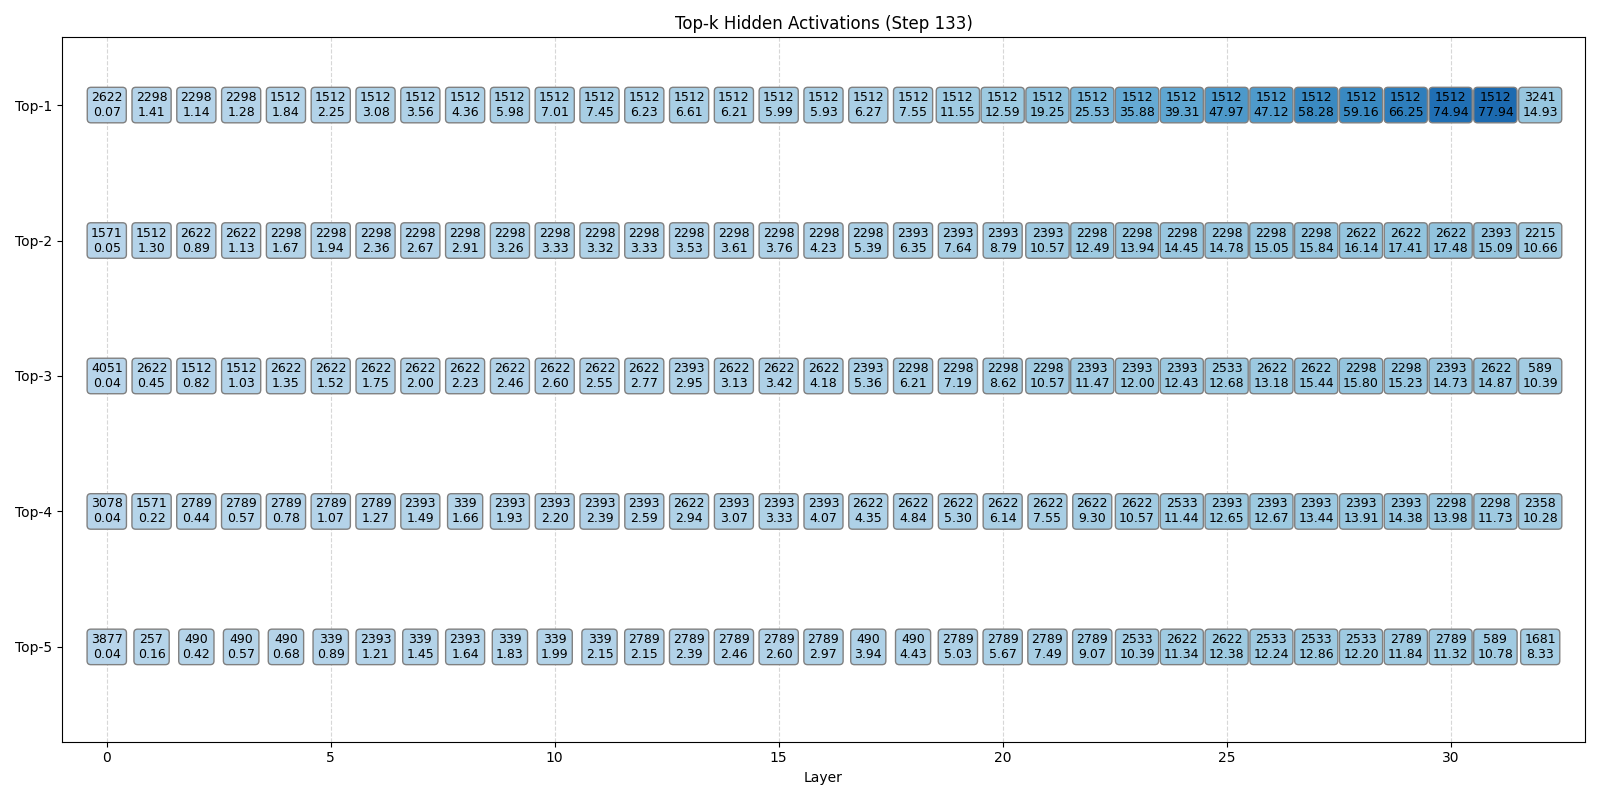 Top-k Hidden Activations (Step 133)
Top-1
2622 2298 2298 2298 1512 1512 1512 1512 1512 1512 1512 1512 1512 1512 1512 1512 1512 1512 1512 1512 1512 1512 1512 1512 1512 1512 1512 1512 1512 1512 1512 1512 3241
0.07 1.41 1.14 1.28 1.84 2.25 3.08 3.56 4.36 5.98 7.01 7.45 6.23 6.61 6.21 5.99 5.93 6.27 7.55 11.55 12.59 19.25 25.53 35.88 39.31 47.97 47.12 58.28 59.16 66.25 74.94 77.94 14.93
Top-2
1571 1512 2622 2622 2298 2298 2298 2298 2298 2298 2298 2298 2298 2298 2298 2298 2298 2298 2393 2393 2393 2393 2298 2298 2298 2298 2298 2298 2622 2622 2622 2393 2215
0.05 1.30 0.89 1.13 1.67 1.94 2.36 2.67 2.91 3.26 3.33 3.32 3.33 3.53 3.61 3.76 4.23 5.39 6.35 7.64 8.79 10.57 12.49 13.94 14.45 14.78 15.05 15.84 16.14 17.41 17.48 15.09 10.66
Top-3
4051 2622 1512 1512 2622 2622 2622 2622 2622 2622 2622 2622 2622 2393 2622 2622 2622 2393 2298 2298 2298 2298 2393 2393 2393 2533 2622 2622 2298 2298 2393 2622 589
0.04 0.45 0.82 1.03 1.35 1.52 1.75 2.00 2.23 2.46 2.60 2.55 2.77 2.95 3.13 3.42 4.18 5.36 6.21 7.19 8.62 10.57 11.47 12.00 12.43 12.68 13.18 15.44 15.80 15.23 14.73 14.87 10.39
Top-4
3078 1571 2789 2789 2789 2789 2789 2393 339 2393 2393 2393 2393 2622 2393 2393 2393 2622 2622 2622 2622 2622 2622 2622 2533 2393 2393 2393 2393 2393 2298 2298 2358
0.04 0.22 0.44 0.57 0.78 1.07 1.27 1.49 1.66 1.93 2.20 2.39 2.59 2.94 3.07 3.33 4.07 4.35 4.84 5.30 6.14 7.55 9.30 10.57 11.44 12.65 12.67 13.44 13.91 14.38 13.98 11.73 10.28
Top-5
3877 257 490 490 490 339 2393 339 2393 339 339 339 2789 2789 2789 2789 2789 490 490 2789 2789 2789 2789 2533 2622 2622 2533 2533 2533 2789 2789 589 1681
0.04 0.16 0.42 0.57 0.68 0.89 1.21 1.45 1.64 1.83 1.99 2.15 2.15 2.39 2.46 2.60 2.97 3.94 4.43 5.03 5.67 7.49 9.07 10.39 11.34 12.38 12.24 12.86 12.20 11.84 11.32 10.78 8.33
0 5 10 15 20 25 30
Layer